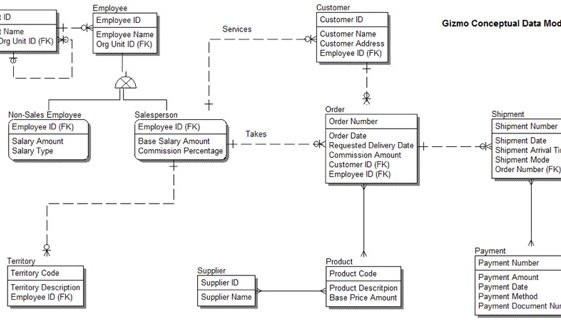 ID
Name
Org Unit ID (FK)
Employee
Employee ID
Employee Name
Org Unit ID (FK)
Services
Customer
Customer ID
Customer Name
Customer Address
Employee ID (FK)
Gizmo Conceptual Data Mod
Non-Sales Employee
Employee ID (FK)
Salary Amount
Salary Type
Salesperson
Employee ID (FK)
Base Salary Amount
Commission Percentage
Takes
Order
Order Number
Order Date
Requested Delivery Date
Commission Amount
Customer ID (FK)
Employee ID (FK)
Shipment
Shipment Number
Shipment Date
Shipment Arrival Ti
Shipment Mode
Order Number (FK)
Territory
Territory Code
Territory Description
Employee ID (FK)
Supplier
Supplier ID
Supplier Name
Product
Product Code
Product Descritpion
Base Price Amount
Payment
Payment Number
Payment Amount
Payment Date
Payment Method
Payment Document Num